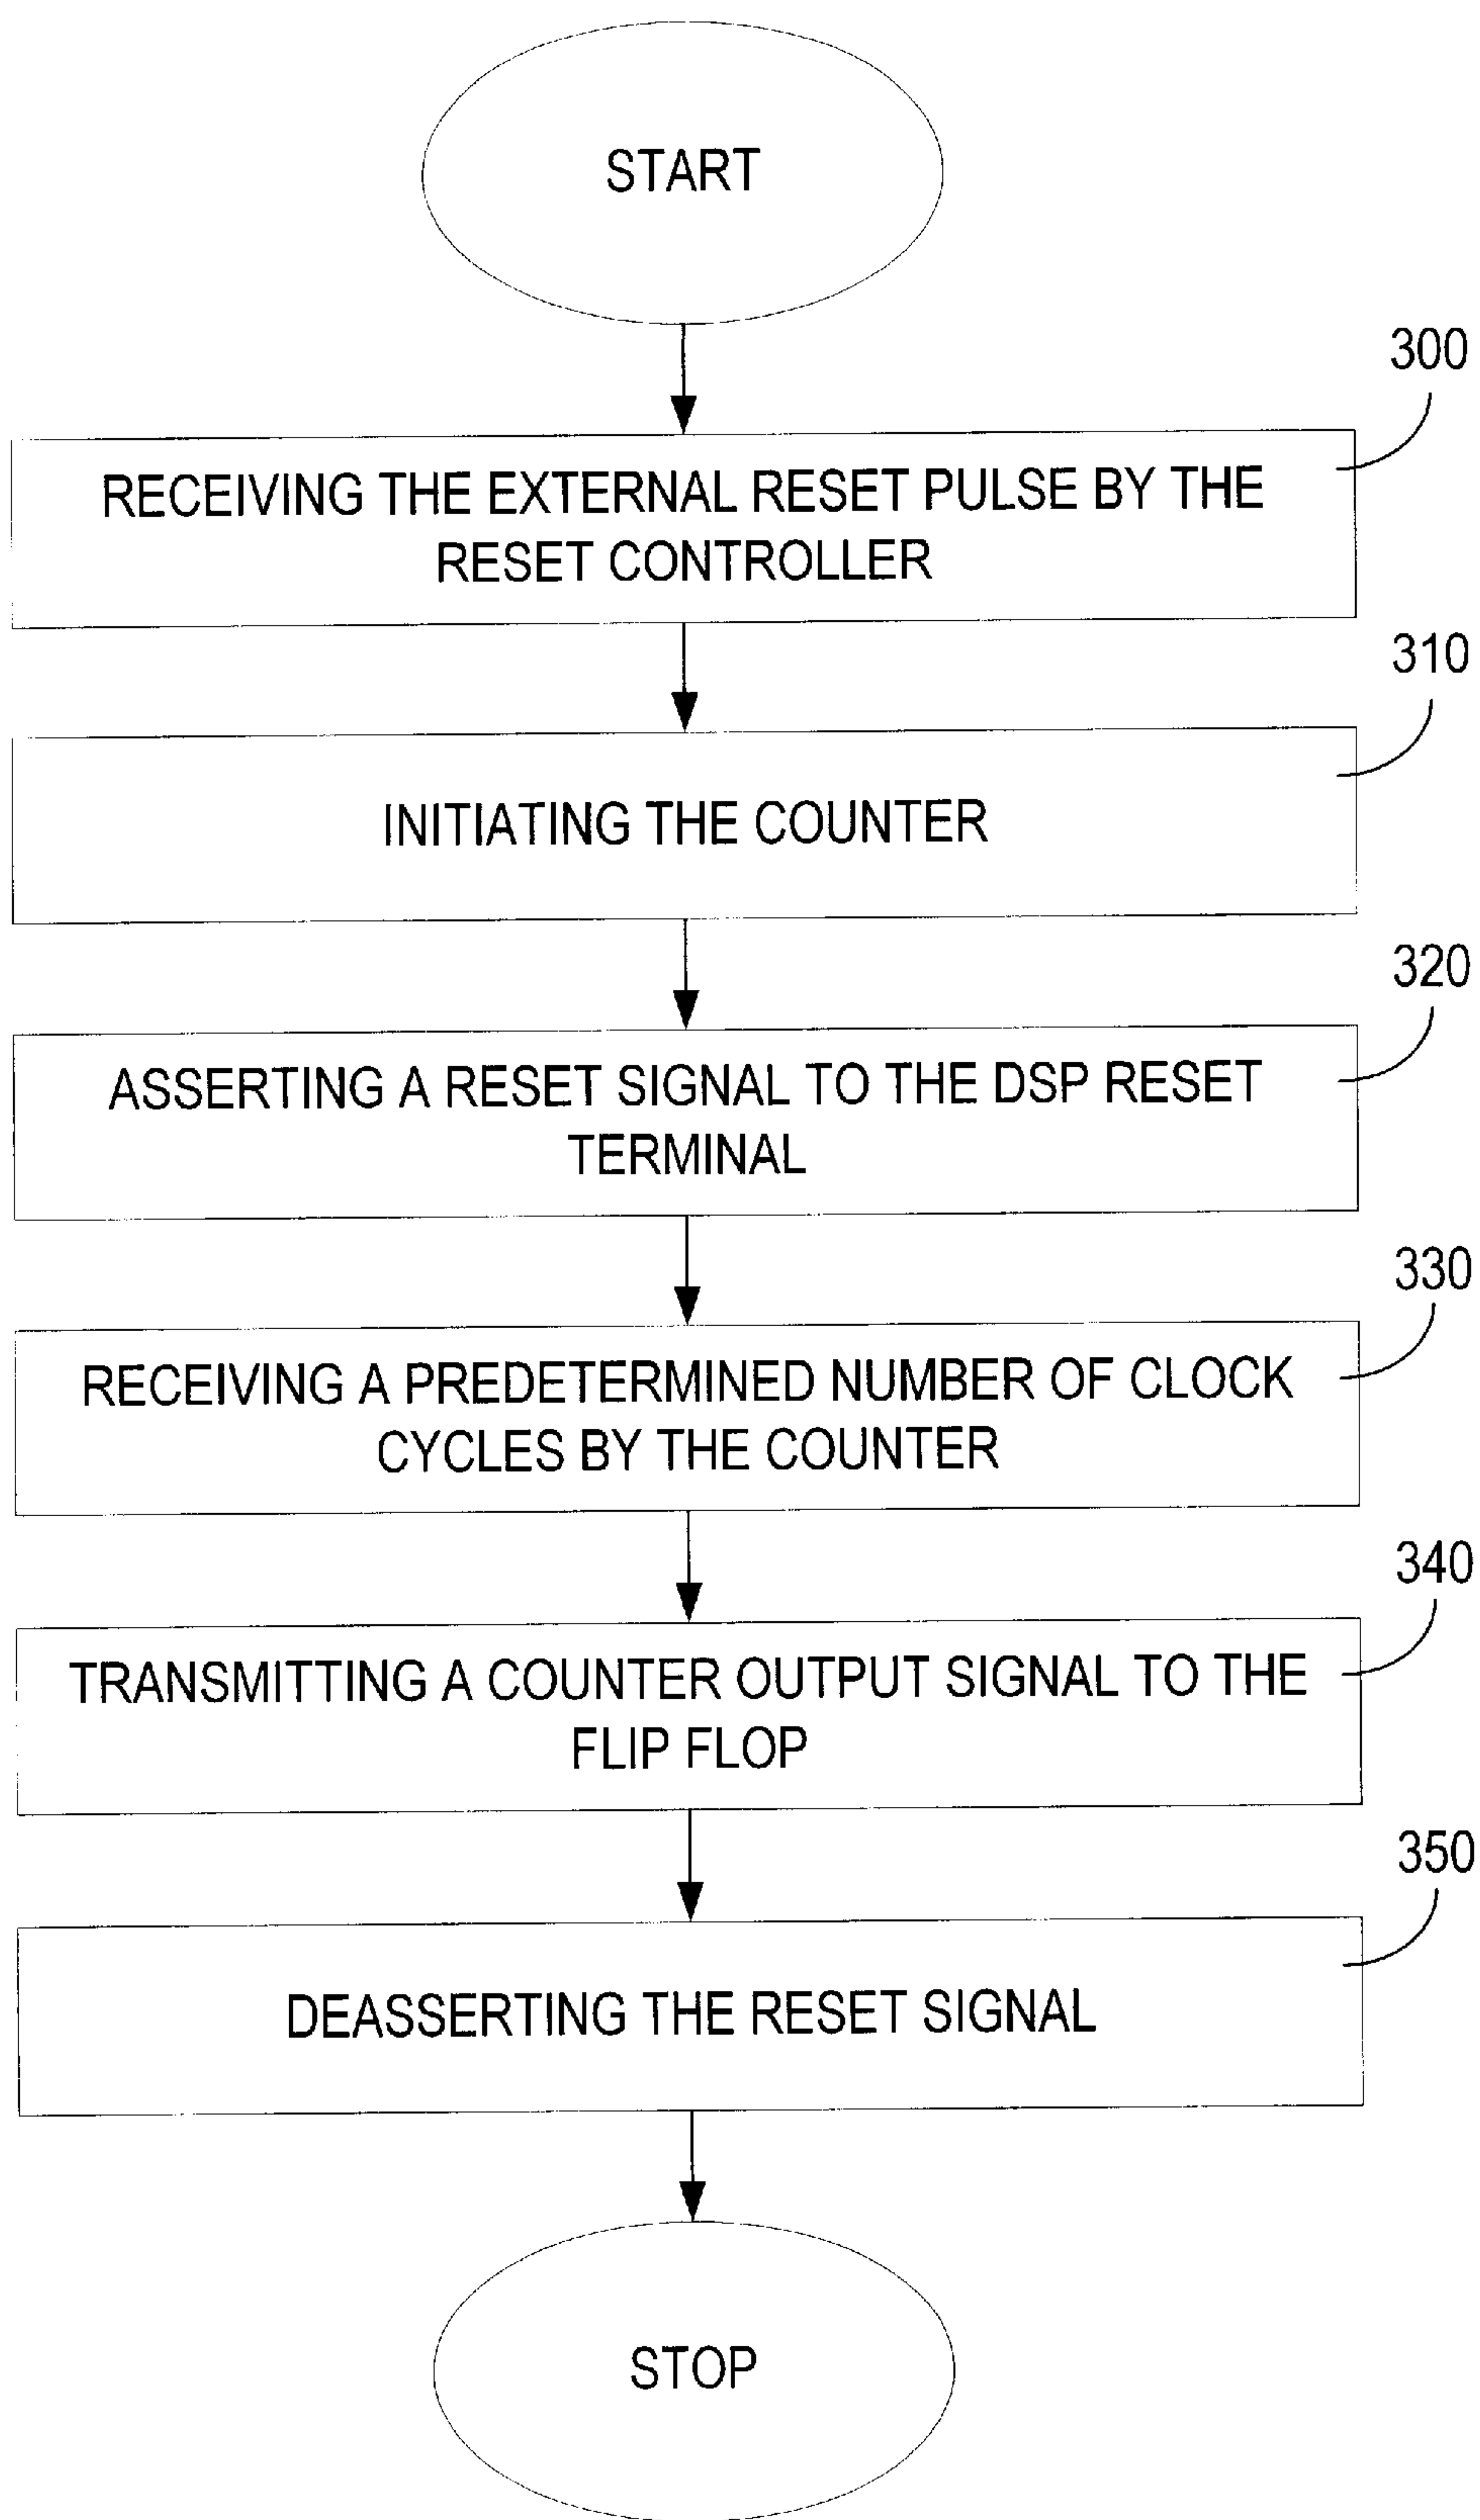 START
300
RECEIVING THE EXTERNAL RESET PULSE BY THE
RESET CONTROLLER
310
INITIATING THE COUNTER
320
ASSERTING A RESET SIGNAL TO THE DSP RESET
TERMINAL
330
RECEIVING A PREDETERMINED NUMBER OF CLOCK
CYCLES BY THE COUNTER
340
TRANSMITTING A COUNTER OUTPUT SIGNAL TO THE
FLIP FLOP
350
DEASSERTING THE RESET SIGNAL
STOP